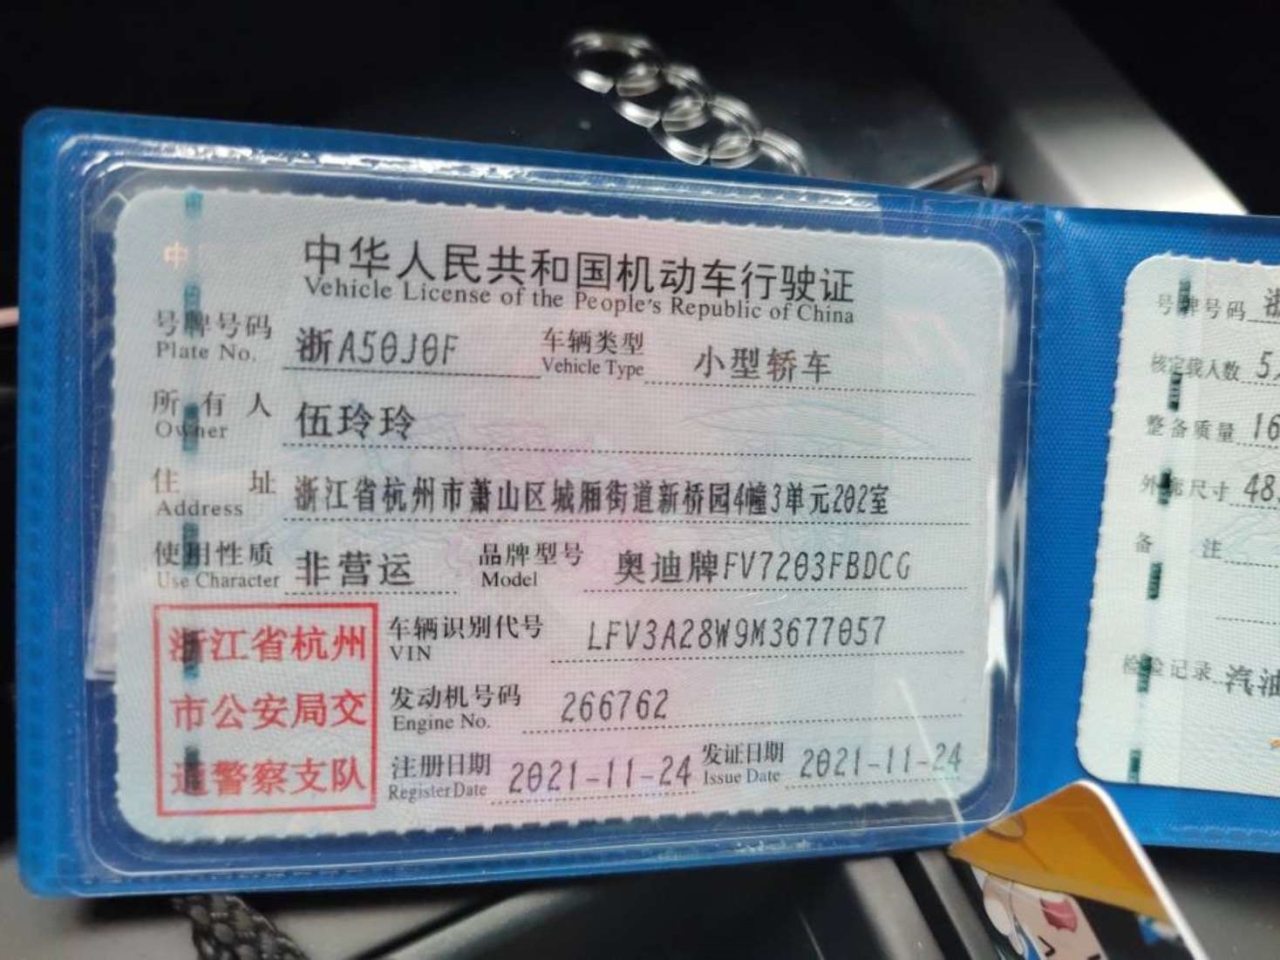 中华人民共和国机动车行驶证
Vehicle License of the People's Republic of China
号牌号码 浙A50J0F 车辆类型 小型轿车
Plate No. Vehicle Type
所有人 伍玲玲
Owner
住址 浙江省杭州市萧山区城厢街道新桥园4幢3单元202室
Address
使用性质 非营运 品牌型号 奥迪牌FV7203FBDCG
Use Character Model
浙江省杭州
市公安局交
通警察支队
车辆识别代号 LFV3A28W9M3677057
VIN
发动机号码 266762
Engine No.
注册日期 2021-11-24 发证日期 2021-11-24
Register Date Issue Date
号牌号码
核定载人数 5
整备质量 16
外廓尺寸 48
备注
检验记录 汽油